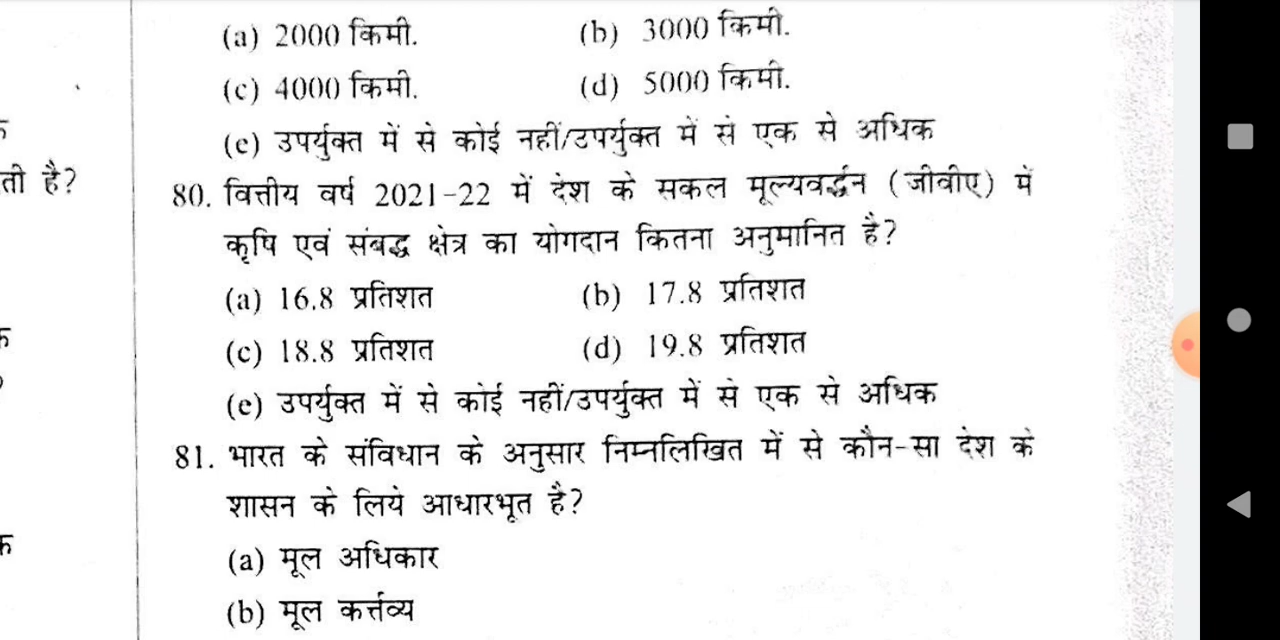 (a) 2000 किमी. (b) 3000 किमी.
(c) 4000 किमी. (d) 5000 किमी.
(e) उपर्युक्त में से कोई नहीं/उपर्युक्त में से एक से अधिक
ती है?
80. वित्तीय वर्ष 2021-22 में देश के सकल मूल्यवर्द्धन (जीवीए) में
कृषि एवं संबद्ध क्षेत्र का योगदान कितना अनुमानित है?
(a) 16.8 प्रतिशत (b) 17.8 प्रतिशत
(c) 18.8 प्रतिशत (d) 19.8 प्रतिशत
(e) उपर्युक्त में से कोई नहीं/उपर्युक्त में से एक से अधिक
81. भारत के संविधान के अनुसार निम्नलिखित में से कौन-सा देश के
शासन के लिये आधारभूत है?
(a) मूल अधिकार
(b) मूल कर्त्तव्य